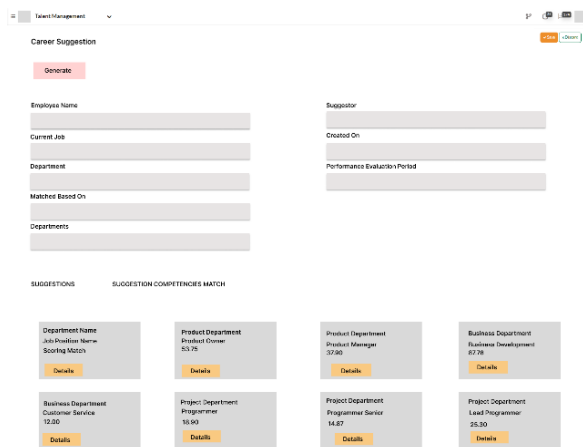 Talent Management
Career Suggestion
Generate
Employee Name
Suggestor
Current Job
Created On
Department
Performance Evaluation Period
Matched Based On
Departments
SUGGESTIONS
SUGGESTION COMPETENCIES MATCH
Department Name
Job Position Name
Scoring Match
Details
Product Department
Product Owner
53.75
Details
Product Department
Product Manager
37.90
Details
Business Department
Business Development
87.78
Details
Business Department
Customer Service
12.00
Details
Project Department
Programmer
18.90
Details
Project Department
Programmer Senior
14.87
Details
Project Department
Lead Programmer
25.30
Details